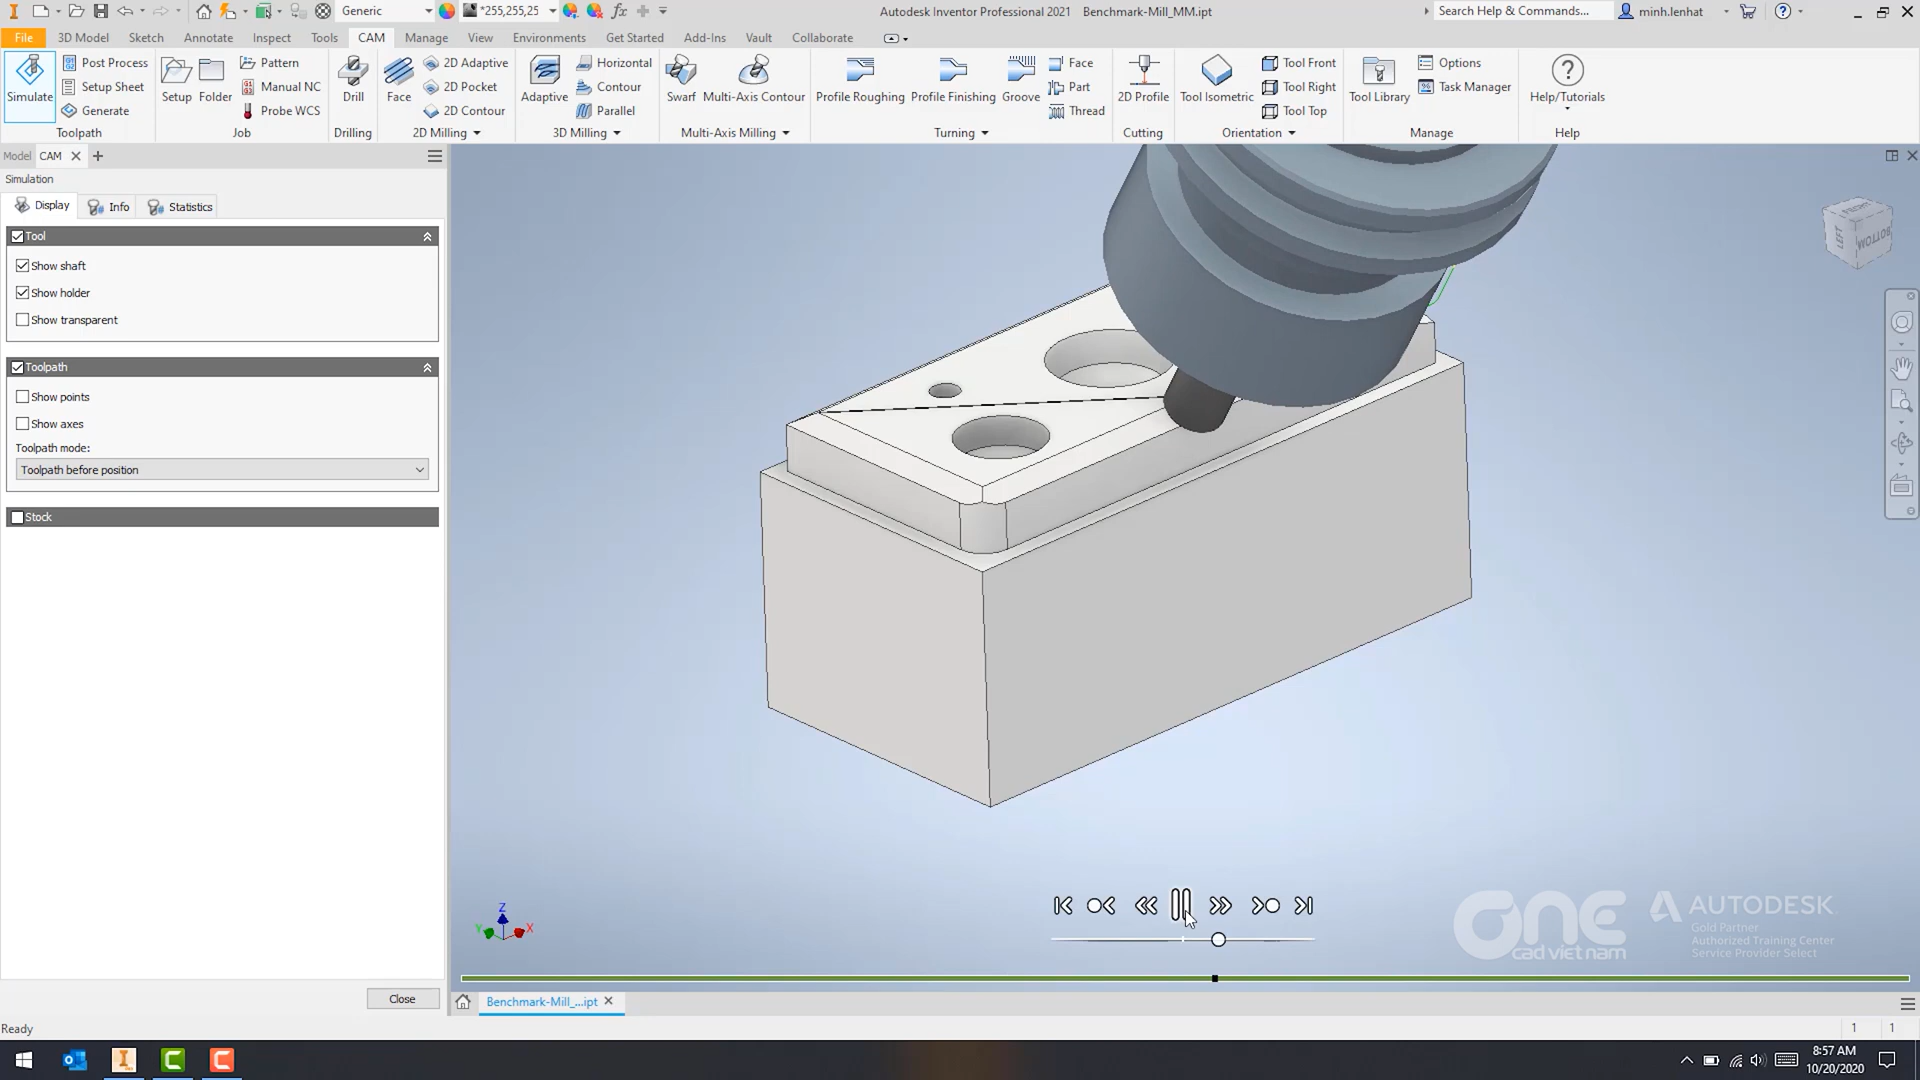 Generic
*255,255,25
Autodesk Inventor Professional 2021 Benchmark-Mill_MM.ipt
Search Help & Commands...
minh.lenhat
File 3D Model Sketch Annotate Inspect Tools CAM Manage View Environments Get Started Add-Ins Vault Collaborate
Simulate
Post Process
Setup Sheet
Generate
Toolpath
Setup
Folder
Pattern
Manual NC
Probe WCS
Job
Drill
Drilling
Face
2D Adaptive
2D Pocket
2D Contour
2D Milling
Adaptive
Horizontal
Contour
Parallel
3D Milling
Swarf
Multi-Axis Contour
Multi-Axis Milling
Profile Roughing
Profile Finishing
Groove
Face
Part
Thread
Turning
2D Profile
Cutting
Tool Isometric
Tool Front
Tool Right
Tool Top
Orientation
Tool Library
Options
Task Manager
Manage
Help/Tutorials
Help
Model CAM
Simulation
Display Info Statistics
Tool
Show shaft
Show holder
Show transparent
Toolpath
Show points
Show axes
Toolpath mode:
Toolpath before position
Stock
Close
LEFT
BOTTOM
Z
Y
X
one
cad viet nam
AUTODESK
Gold Partner
Authorized Training Center
Service Provider Select
Benchmark-Mill_...ipt
Ready
1 1
8:57 AM
10/20/2020